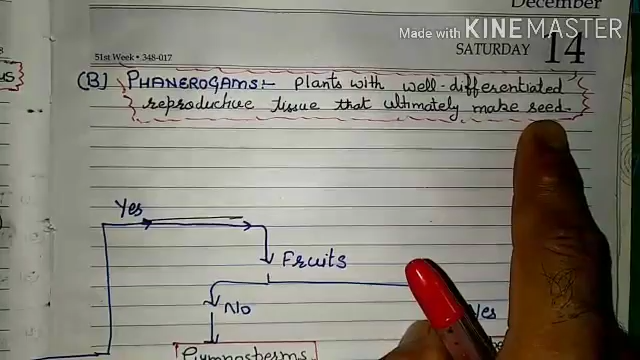 December
Made with KINEMASTER
51st Week • 348-017
SATURDAY 14
(B) PHANEROGAMS:- Plants with well-differentiated
reproductive tissue that ultimately make seed.
Yes
Fruits
No
Yes
Gymnosperms